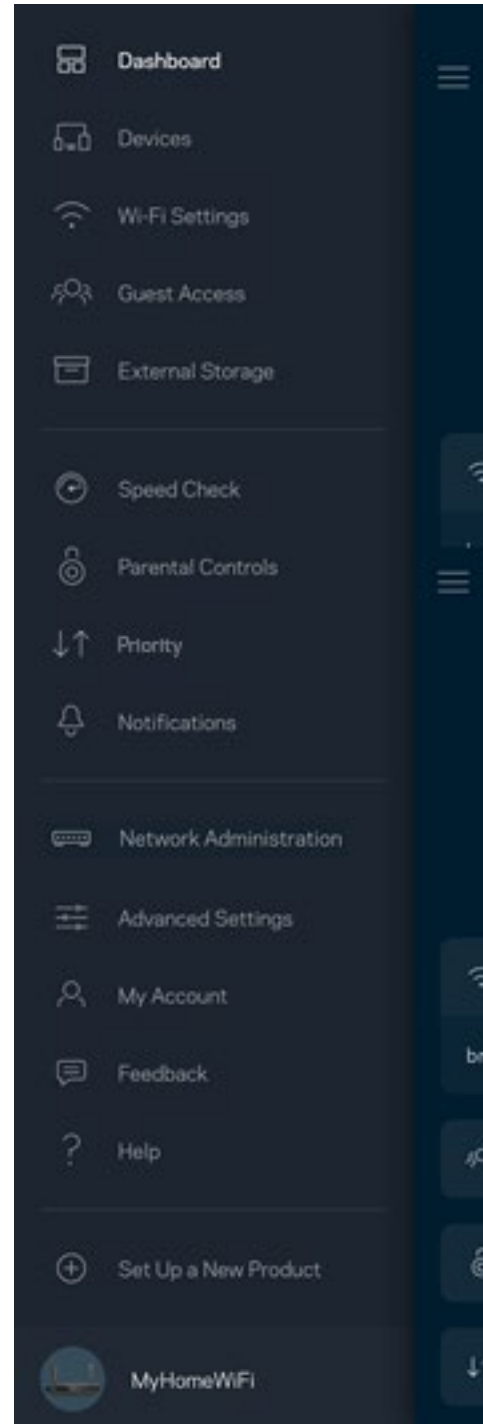 Dashboard
Devices
Wi-Fi Settings
Guest Access
External Storage
Speed Check
Parental Controls
Priority
Notifications
Network Administration
Advanced Settings
My Account
Feedback
? Help
Set Up a New Product
MyHomeWiFi